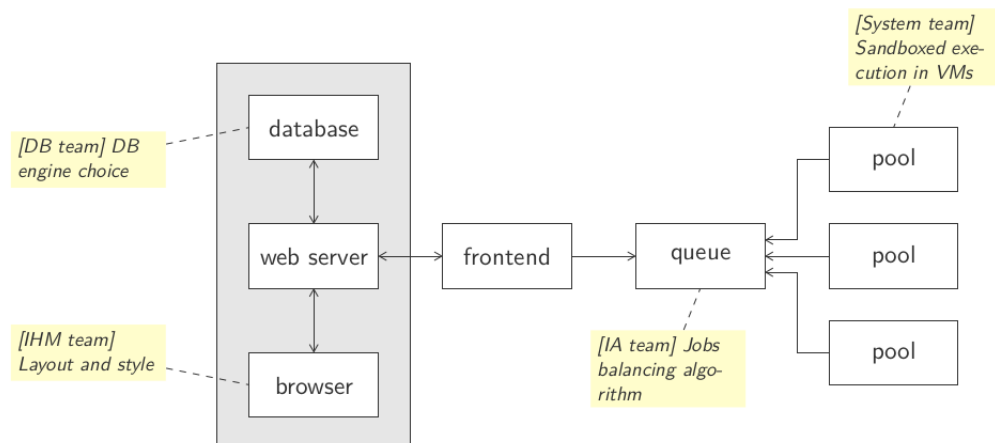 [System team]
Sandboxed exe-
cution in VMs
database
[DB team] DB
engine choice
pool
web server
frontend
queue
pool
[IHM team]
Layout and style
[IA team] Jobs
balancing algo-
rithm
pool
browser